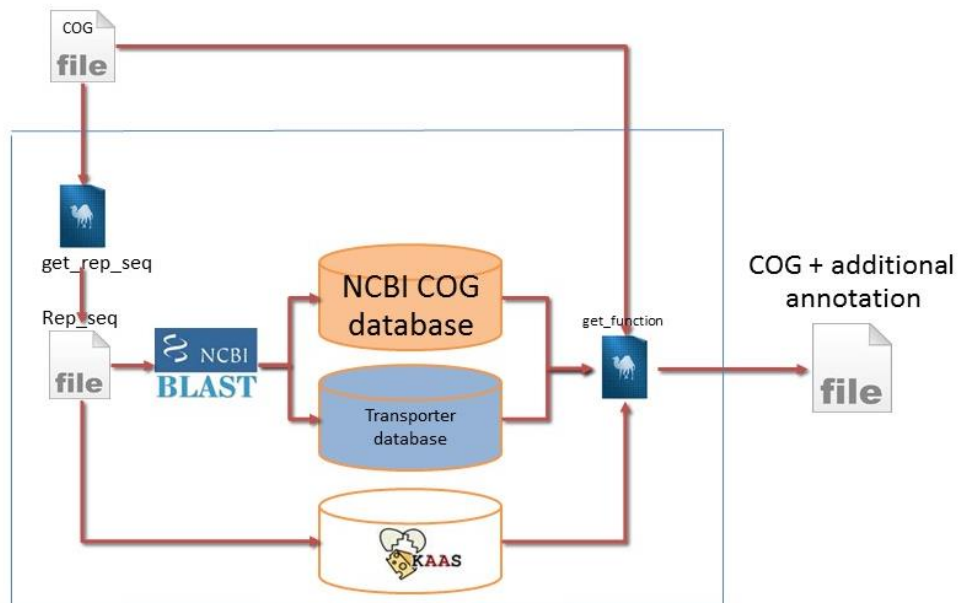 COG
file
get_rep_seq
Rep_seq
file
NCBI
BLAST
NCBI COG
database
Transporter
database
KAAS
get_function
COG + additional
annotation
file